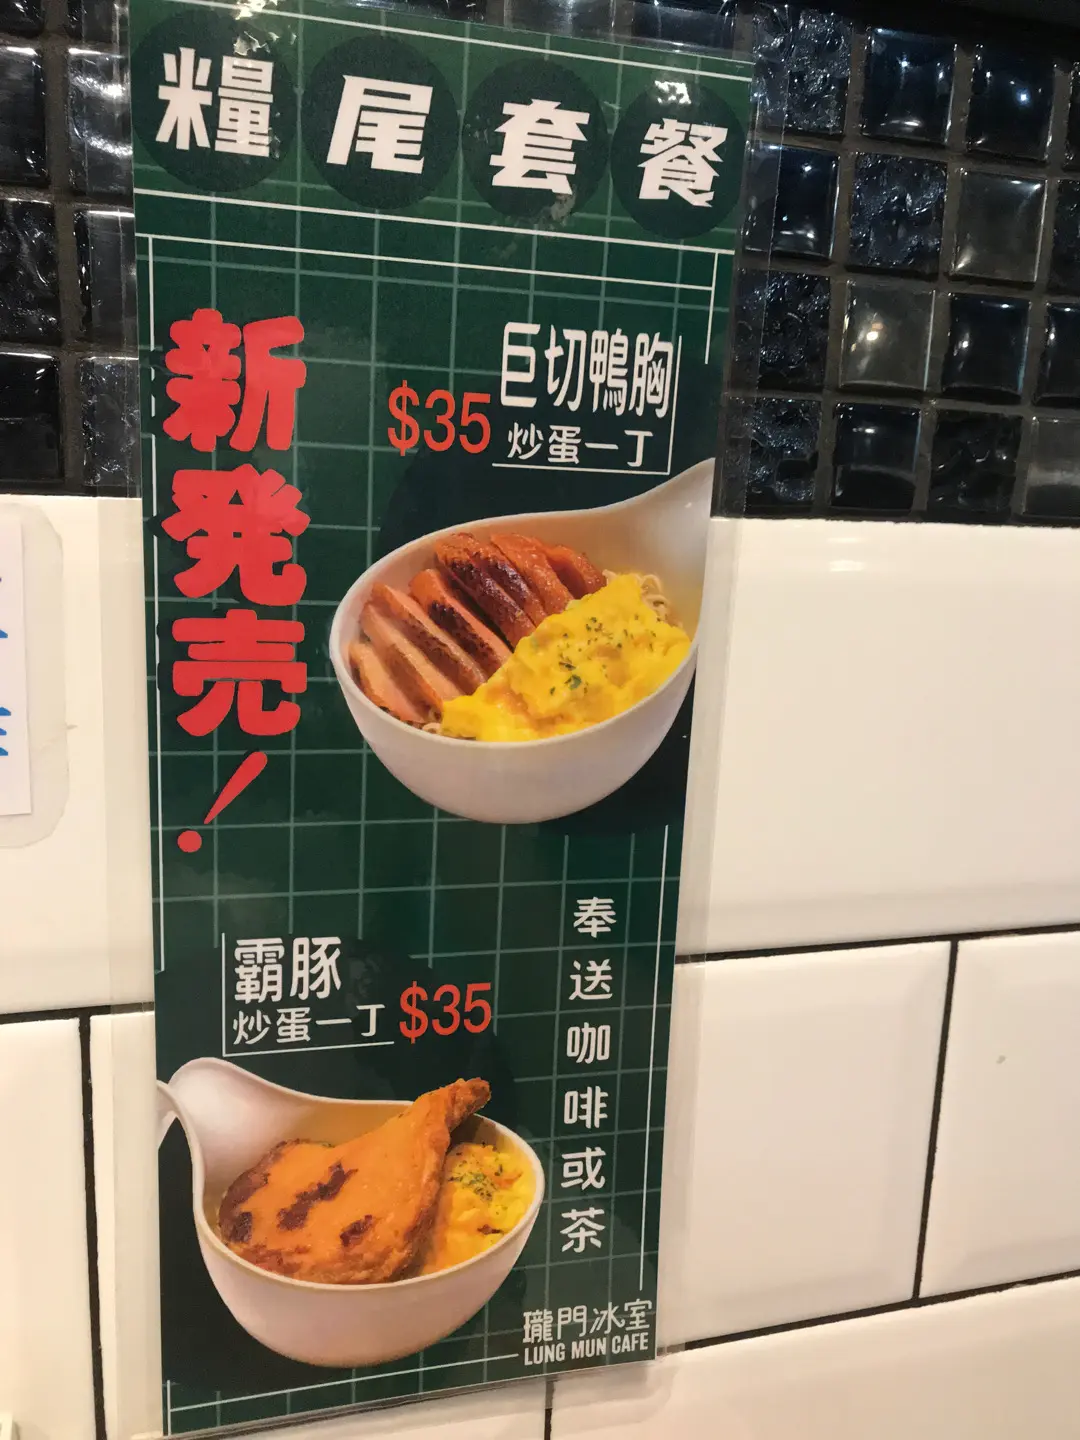 糧尾套餐
新発売！
$35
巨切鴨胸
炒蛋一丁
霸豚
炒蛋一丁
$35
奉送咖啡或茶
瓏門冰室
LUNG MUN CAFE